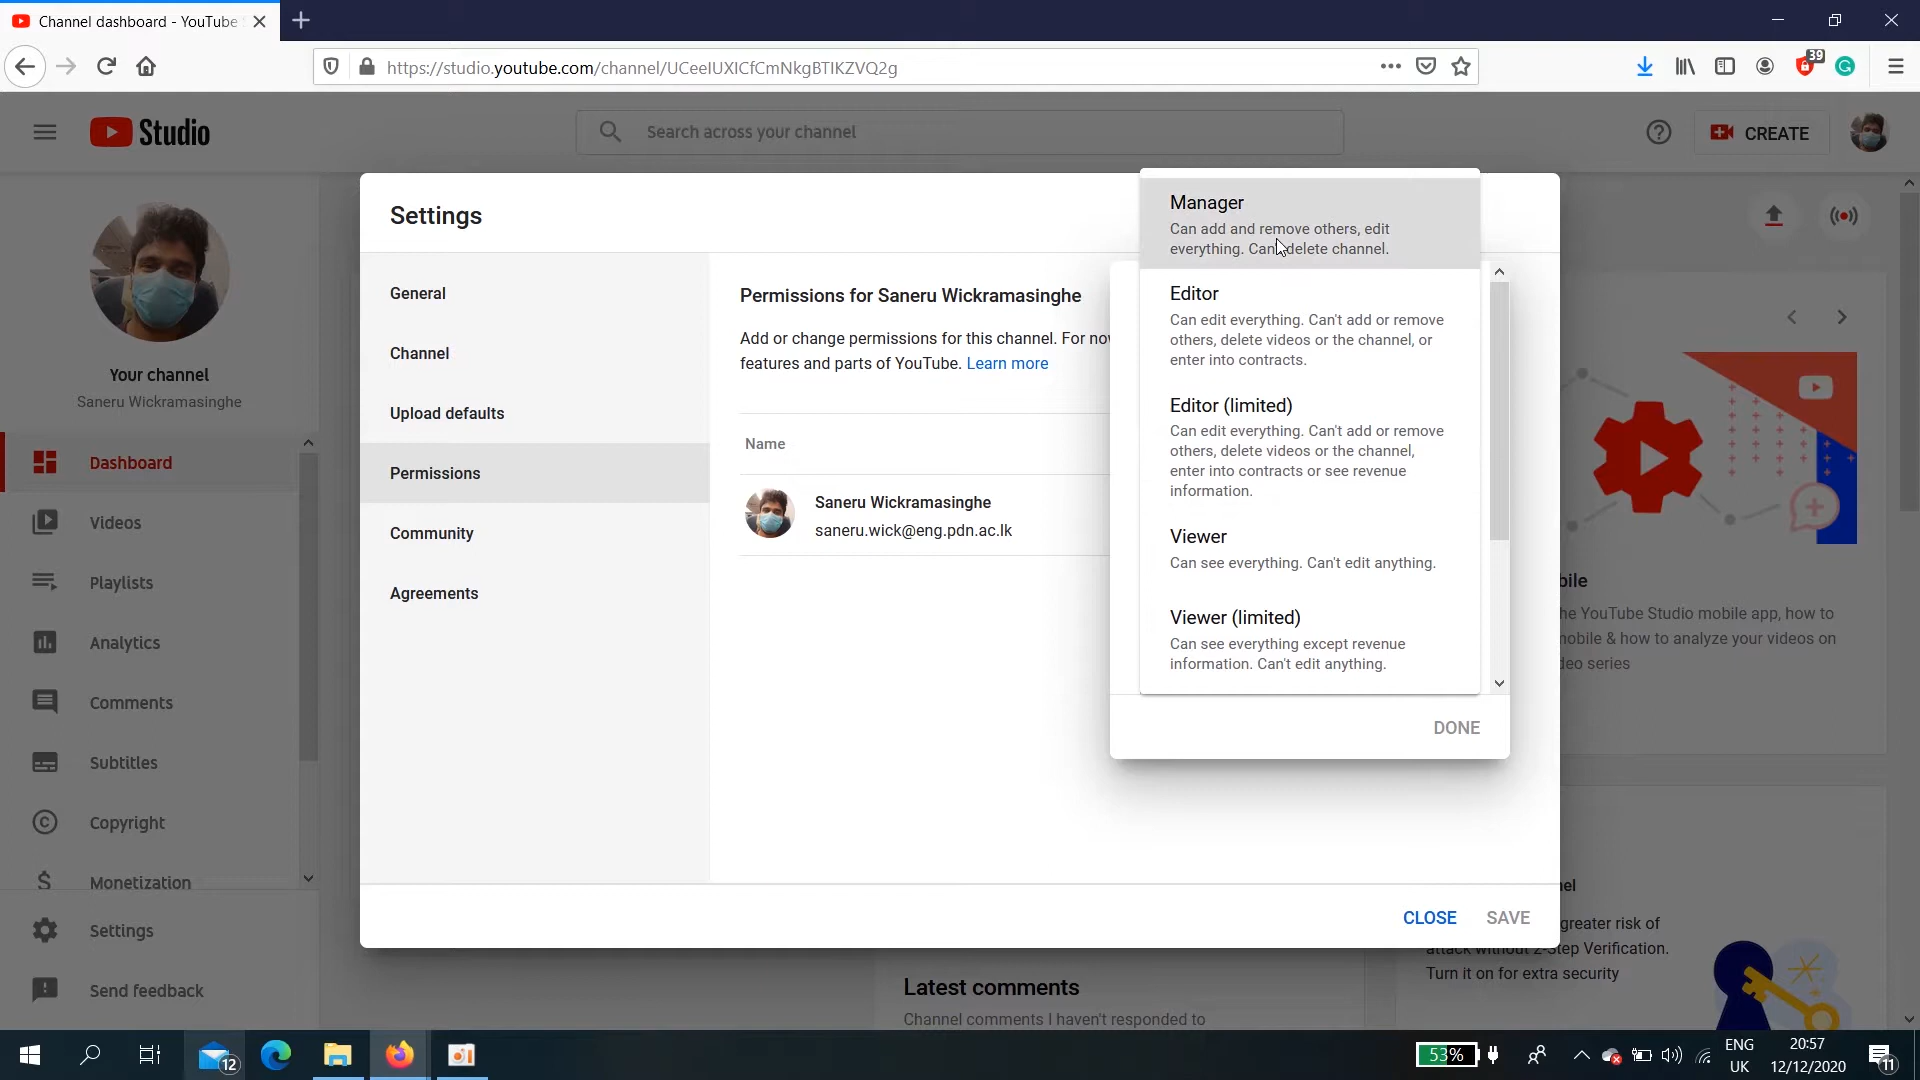 Channel dashboard - YouTube
https://studio.youtube.com/channel/UCeeIUXICfCmNkgBTIKZVQ2g
39
Studio
Search across your channel
CREATE
Your channel
Saneru Wickramasinghe
Dashboard
Videos
Playlists
Analytics
Comments
Subtitles
Copyright
Monetization
Settings
Send feedback
Settings
General
Channel
Upload defaults
Permissions
Community
Agreements
Permissions for Saneru Wickramasinghe
Add or change permissions for this channel. For now
features and parts of YouTube. Learn more
Name
Saneru Wickramasinghe
saneru.wick@eng.pdn.ac.lk
Manager
Can add and remove others, edit
everything. Can't delete channel.
Editor
Can edit everything. Can't add or remove
others, delete videos or the channel, or
enter into contracts.
Editor (limited)
Can edit everything. Can't add or remove
others, delete videos or the channel,
enter into contracts or see revenue
information.
Viewer
Can see everything. Can't edit anything.
Viewer (limited)
Can see everything except revenue
information. Can't edit anything.
DONE
CLOSE SAVE
YouTube Studio mobile app, how to
& how to analyze your videos on
series
greater risk of
attack without 2-Step Verification.
Turn it on for extra security
Latest comments
Channel comments I haven't responded to
12
53%
ENG
UK
20:57
12/12/2020
11